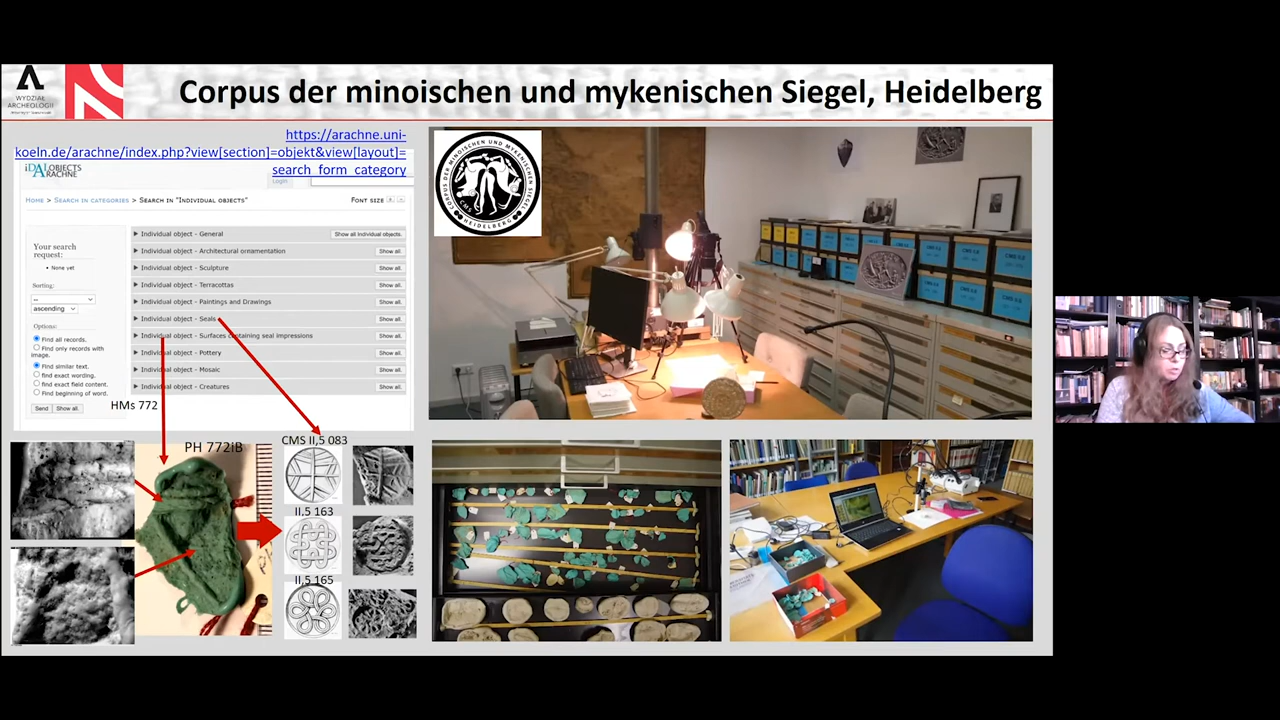 WYDZIAŁ
ARCHEOLOGII
Corpus der minoischen und mykenischen Siegel, Heidelberg
https://arachne.uni-
koeln.de/arachne/index.php?view[section]=objekt&view[layout]=
search_form_category
iDAI.OBJECTS
ARACHNE
Login
HOME > SEARCH IN CATEGORIES > SEARCH IN "INDIVIDUAL OBJECTS"
FONT SIZE
Your search
request:
• None yet
Sorting:
--
ascending
Options:
Find all records.
Find only records with
image.
Find similar text.
find exact wording.
find exact field content.
Find beginning of word.
Send
Show all.
Individual object - General
Show all individual objects.
Individual object - Architectural ornamentation
Show all.
Individual object - Sculpture
Show all.
Individual object - Terracottas
Show all.
Individual object - Paintings and Drawings
Show all.
Individual object - Seals
Show all.
Individual object - Surfaces containing seal impressions
Show all.
Individual object - Pottery
Show all.
Individual object - Mosaic
Show all.
Individual object - Creatures
Show all.
HMs 772
PH 772iB
CMS II,5 083
II,5 163
II,5 165
CORPUS DER MINOISCHEN UND MYKENISCHEN SIEGEL
CMS
HEIDELBERG